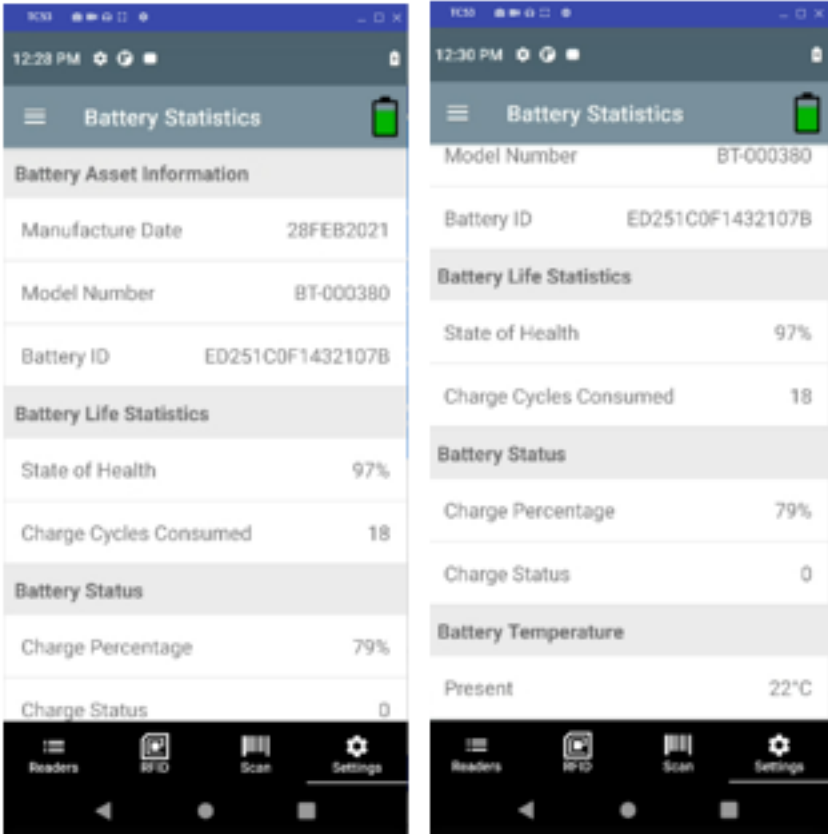 TC53
12:28 PM
Battery Statistics
Battery Asset Information
Manufacture Date 28FEB2021
Model Number BT-000380
Battery ID ED251C0F1432107B
Battery Life Statistics
State of Health 97%
Charge Cycles Consumed 18
Battery Status
Charge Percentage 79%
Charge Status 0
Readers RFID Scan Settings
TC53
12:30 PM
Battery Statistics
Model Number BT-000380
Battery ID ED251C0F1432107B
Battery Life Statistics
State of Health 97%
Charge Cycles Consumed 18
Battery Status
Charge Percentage 79%
Charge Status 0
Battery Temperature
Present 22°C
Readers RFID Scan Settings